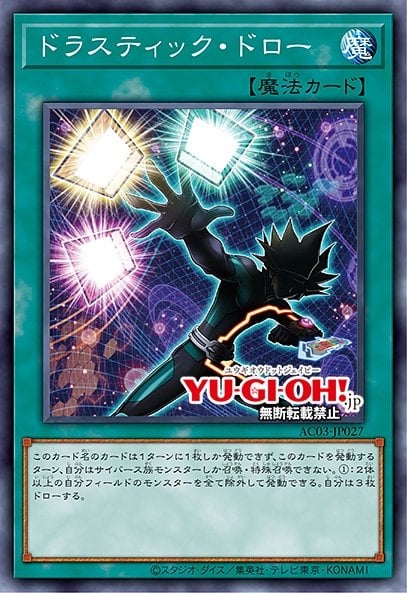 ドラスティック・ドロー
魔
【魔法カード】
ユウギオウドットジェイピー
YU-GI-OH!.jp
無断転載禁止
AC03-JP027
このカード名のカードは1ターンに1枚しか発動できず、このカードを発動する
ターン、自分はサイバース族モンスターしか召喚・特殊召喚できない。①：2体
以上の自分フィールドのモンスターを全て除外して発動できる。自分は3枚
ドローする。
©スタジオ・ダイス／集英社・テレビ東京・KONAMI